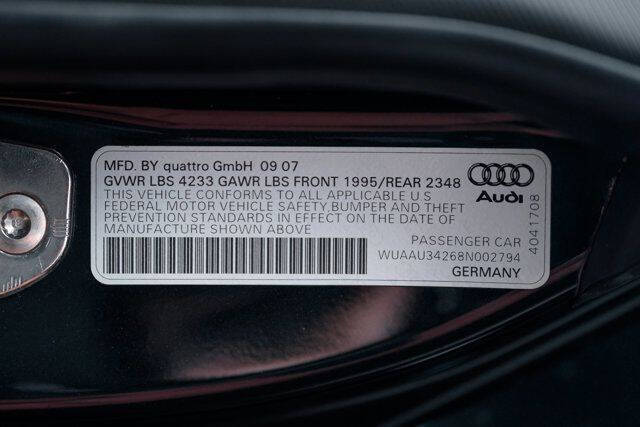 MFD. BY quattro GmbH 09 07
GVWR LBS 4233 GAWR LBS FRONT 1995/REAR 2348
THIS VEHICLE CONFORMS TO ALL APPLICABLE U S
FEDERAL MOTOR VEHICLE SAFETY,BUMPER AND THEFT
PREVENTION STANDARDS IN EFFECT ON THE DATE OF
MANUFACTURE SHOWN ABOVE
PASSENGER CAR
WUAAU34268N002794
GERMANY
Audi
4041708